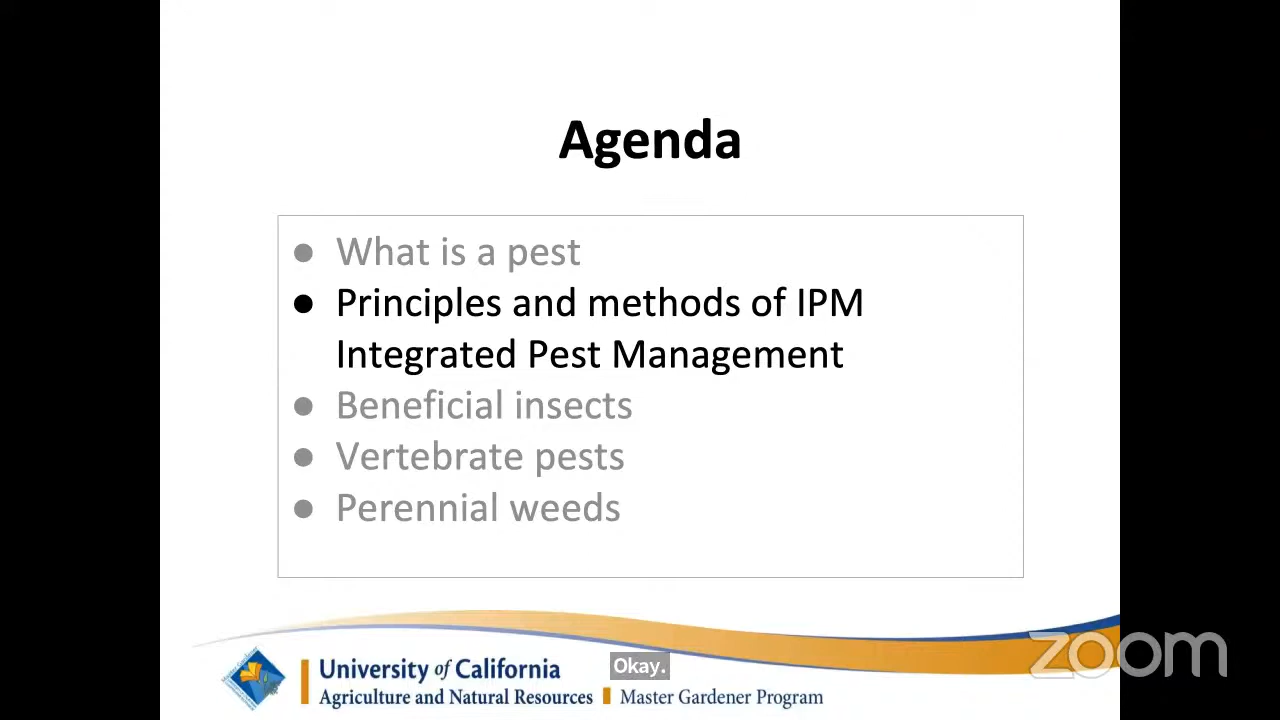 Agenda
● What is a pest
● Principles and methods of IPM
Integrated Pest Management
● Beneficial insects
● Vertebrate pests
● Perennial weeds
University of California
Okay.
Agriculture and Natural Resources
Master Gardener Program
zoom